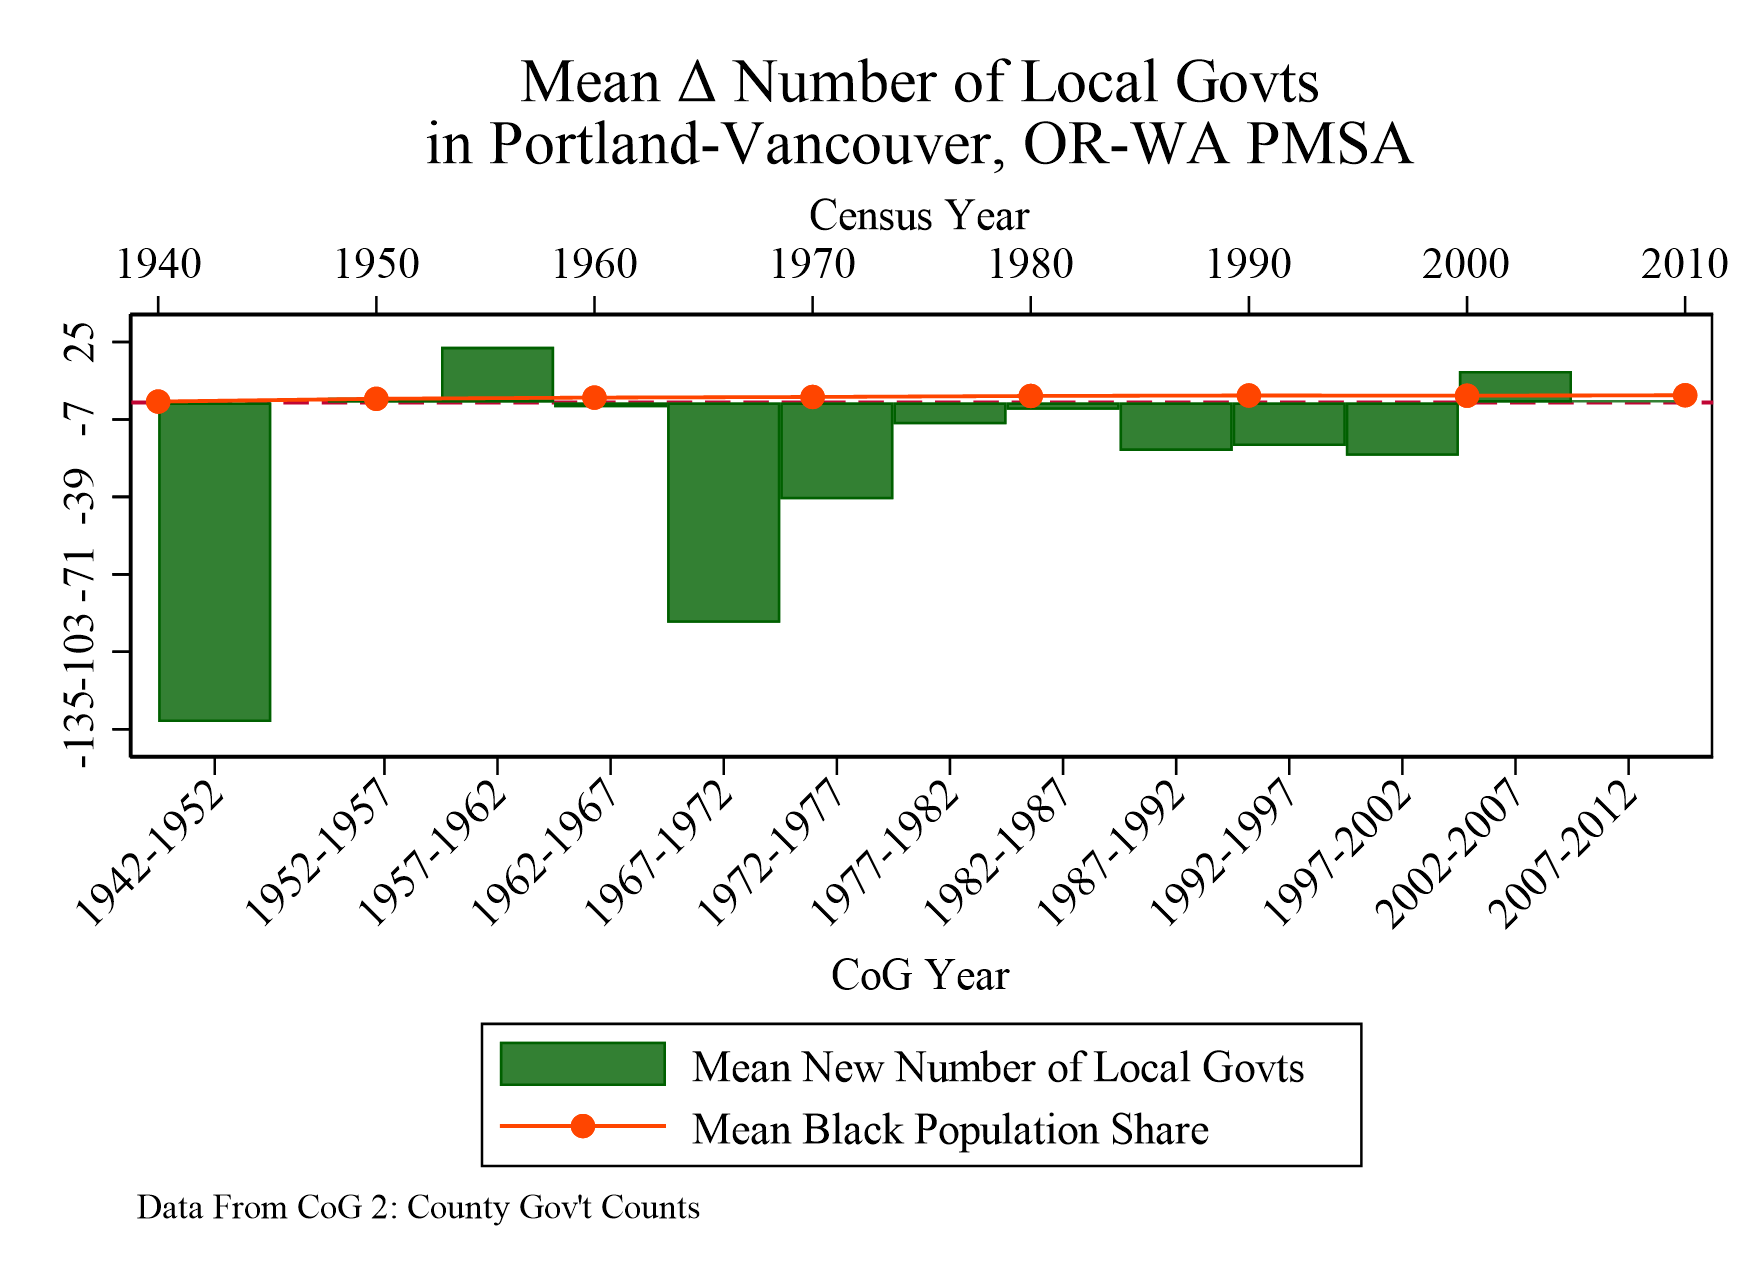 Mean Δ Number of Local Govts
in Portland-Vancouver, OR-WA PMSA
Census Year
1940 1950 1960 1970 1980 1990 2000 2010
25
-7
-39
-71
-103
-135
1942-1952 1952-1957 1957-1962 1962-1967 1967-1972 1972-1977 1977-1982 1982-1987 1987-1992 1992-1997 1997-2002 2002-2007 2007-2012
CoG Year
Mean New Number of Local Govts
Mean Black Population Share
Data From CoG 2: County Gov't Counts